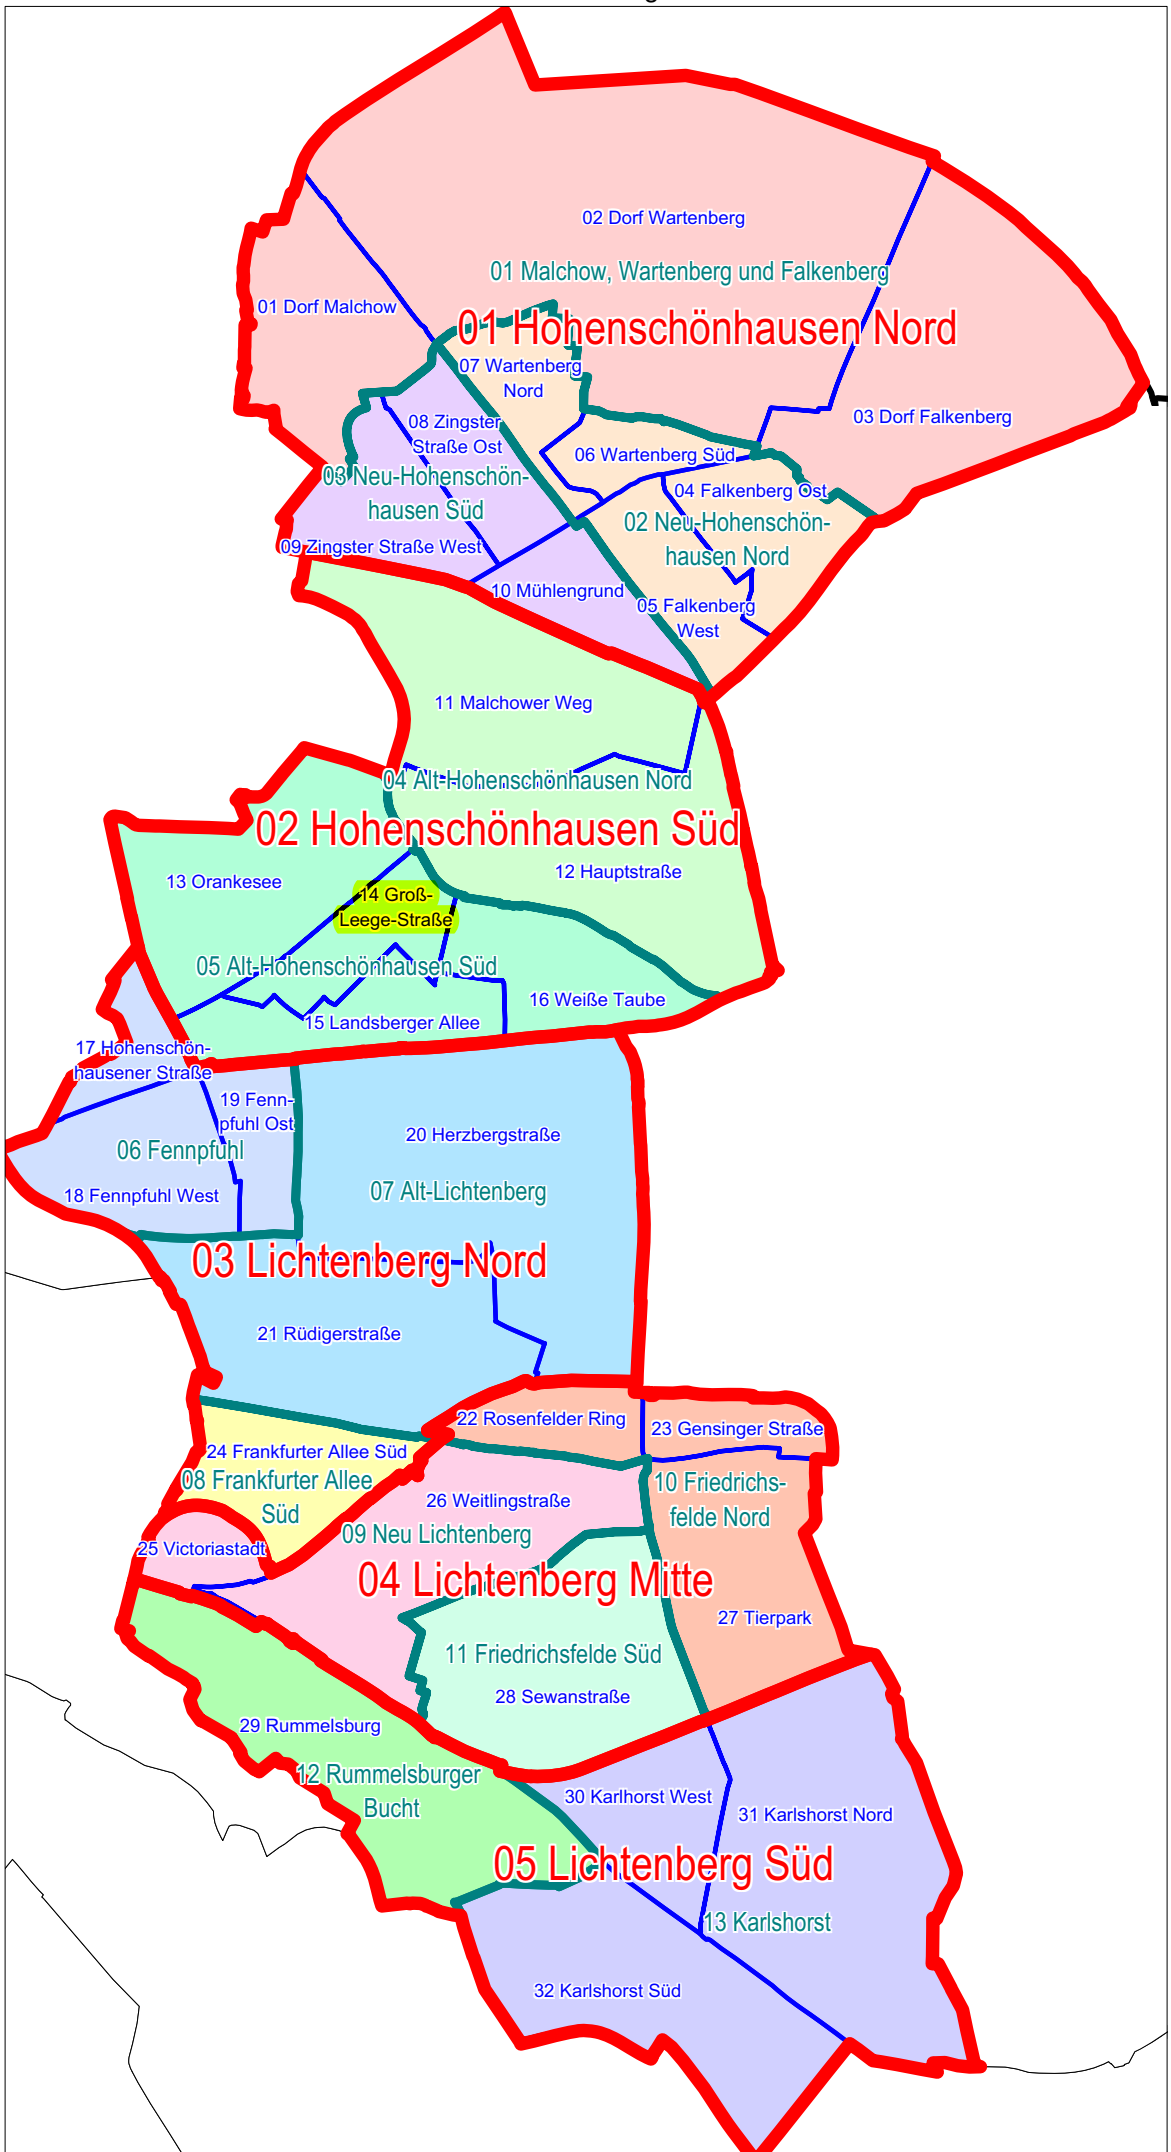 02 Dorf Wartenberg
01 Malchow, Wartenberg und Falkenberg
01 Dorf Malchow
01 Hohenschönhausen Nord
07 Wartenberg
Nord
03 Dorf Falkenberg
08 Zingster
Straße Ost
06 Wartenberg Süd
03 Neu-Hohenschön-
hausen Süd
04 Falkenberg Ost
02 Neu-Hohenschön-
hausen Nord
09 Zingster Straße West
10 Mühlengrund
05 Falkenberg
West
11 Malchower Weg
04 Alt-Hohenschönhausen Nord
02 Hohenschönhausen Süd
12 Hauptstraße
13 Orankesee
14 Groß-
Leege-Straße
05 Alt-Hohenschönhausen Süd
16 Weiße Taube
15 Landsberger Allee
17 Hohenschön-
hausener Straße
19 Fenn-
pfuhl Ost
20 Herzbergstraße
06 Fennpfuhl
18 Fennpfuhl West
07 Alt-Lichtenberg
03 Lichtenberg Nord
21 Rüdigerstraße
22 Rosenfelder Ring
23 Gensinger Straße
24 Frankfurter Allee Süd
08 Frankfurter Allee
Süd
10 Friedrichs-
felde Nord
26 Weitlingstraße
09 Neu Lichtenberg
25 Victoriastadt
04 Lichtenberg Mitte
27 Tierpark
11 Friedrichsfelde Süd
28 Sewanstraße
29 Rummelsburg
12 Rummelsburger
Bucht
30 Karlhorst West
31 Karlshorst Nord
05 Lichtenberg Süd
13 Karlshorst
32 Karlshorst Süd